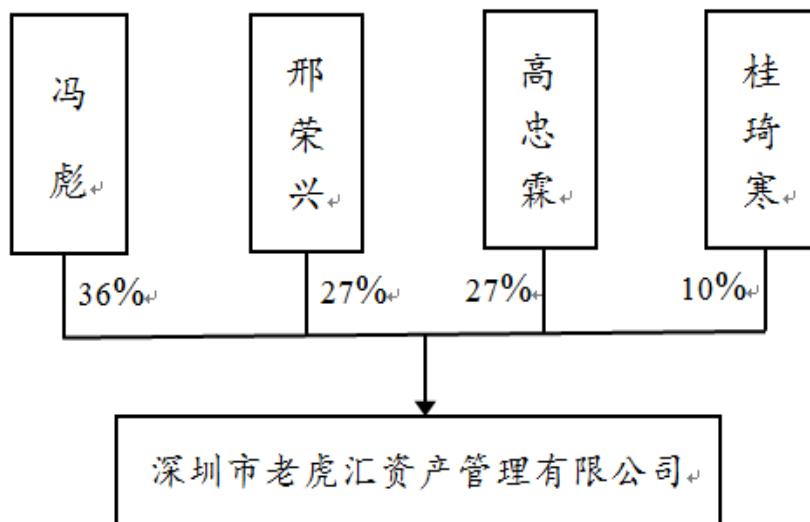 冯彪
邢荣兴
高忠霖
桂琦寒
36%
27%
27%
10%
深圳市老虎汇资产管理有限公司